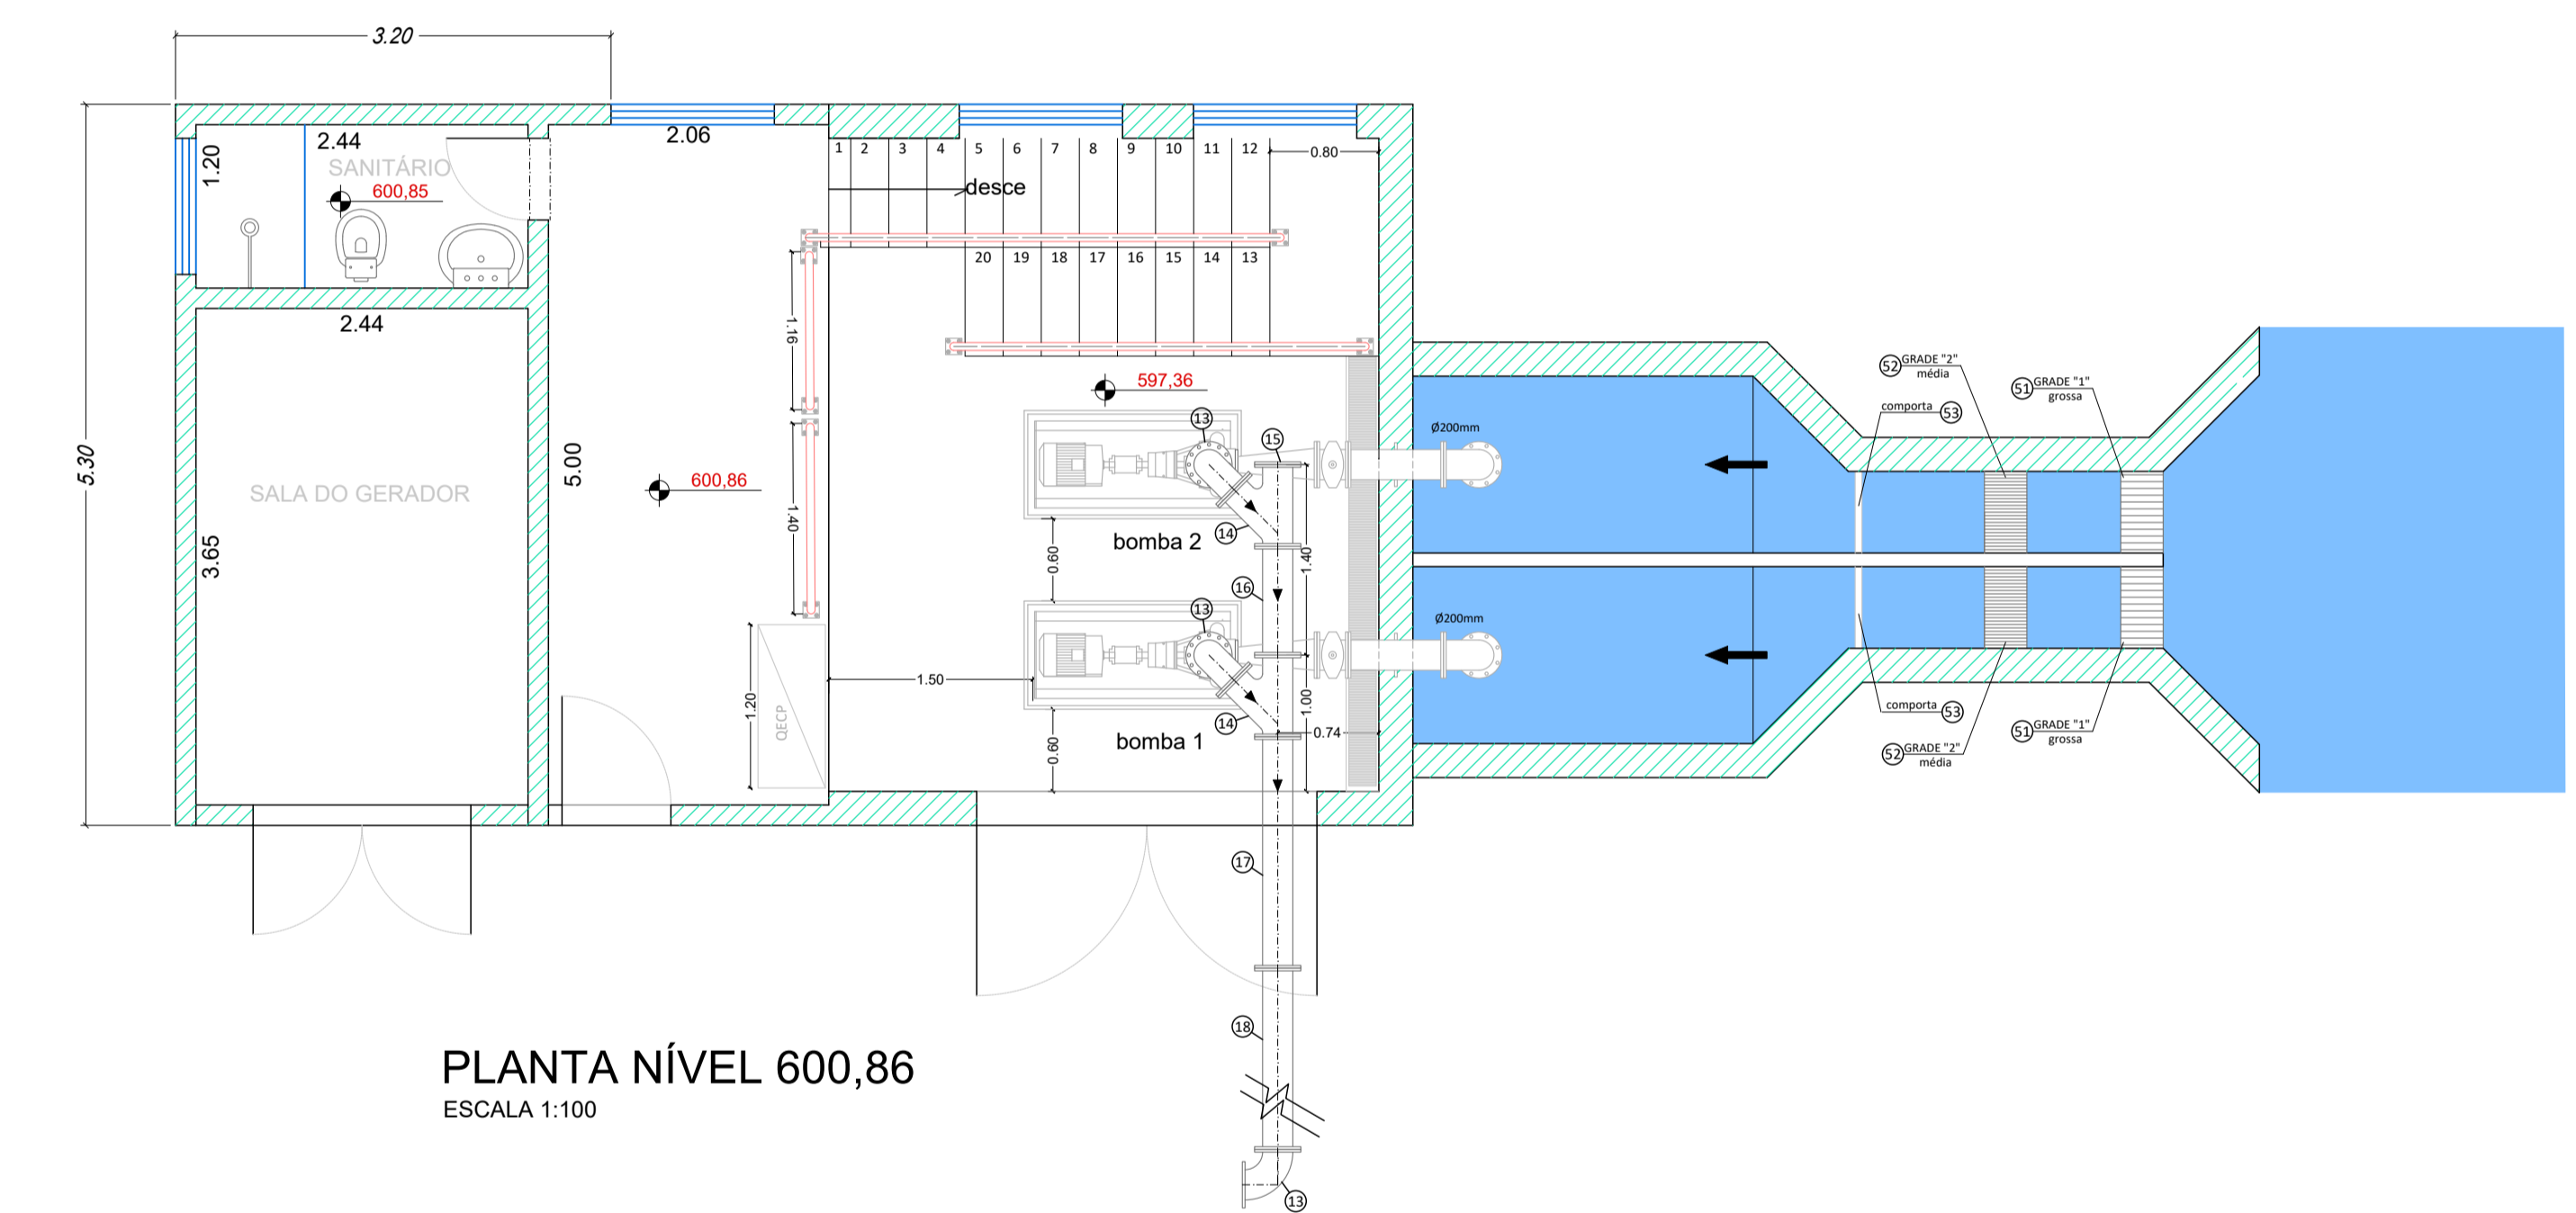 3.20
5.30
2.44
SANITÁRIO
600,85
1.20
2.06
1 2 3 4 5 6 7 8 9 10 11 12
0.80
desce
20 19 18 17 16 15 14 13
2.44
1.16
597,36
SALA DO GERADOR
3.65
5.00
600,86
1.40
13
15
14
bomba 2
0.60
1.40
16
13
1.50
1.20
QECP
14
bomba 1
0.60
1.00
0.74
Ø200mm
Ø200mm
52 GRADE "2"
média
51 GRADE "1"
grossa
comporta 53
comporta 53
52 GRADE "2"
média
51 GRADE "1"
grossa
17
18
13
PLANTA NÍVEL 600,86
ESCALA 1:100